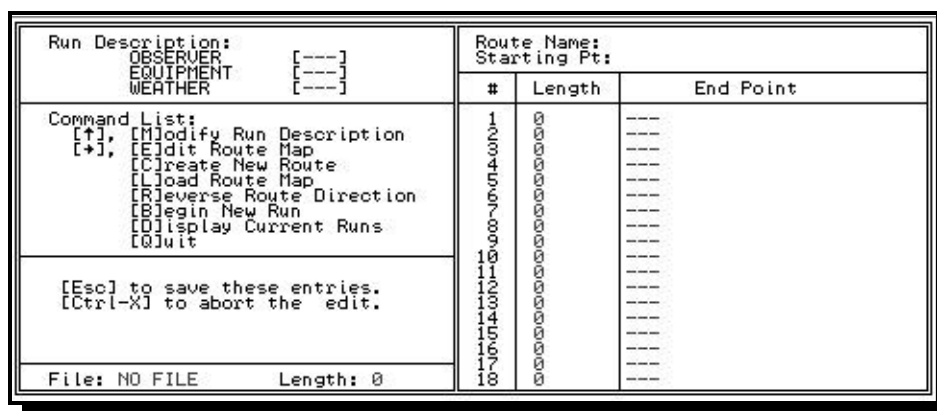 Run Description:
OBSERVER [---]
EQUIPMENT [---]
WEATHER [---]
Command List:
[↑], [M]odify Run Description
[→], [E]dit Route Map
[C]reate New Route
[L]oad Route Map
[R]everse Route Direction
[B]egin New Run
[D]isplay Current Runs
[Q]uit
[Esc] to save these entries.
[Ctrl-X] to abort the edit.
File: NO FILE Length: 0
Route Name:
Starting Pt:
# Length End Point
1 0 ---
2 0 ---
3 0 ---
4 0 ---
5 0 ---
6 0 ---
7 0 ---
8 0 ---
9 0 ---
10 0 ---
11 0 ---
12 0 ---
13 0 ---
14 0 ---
15 0 ---
16 0 ---
17 0 ---
18 0 ---